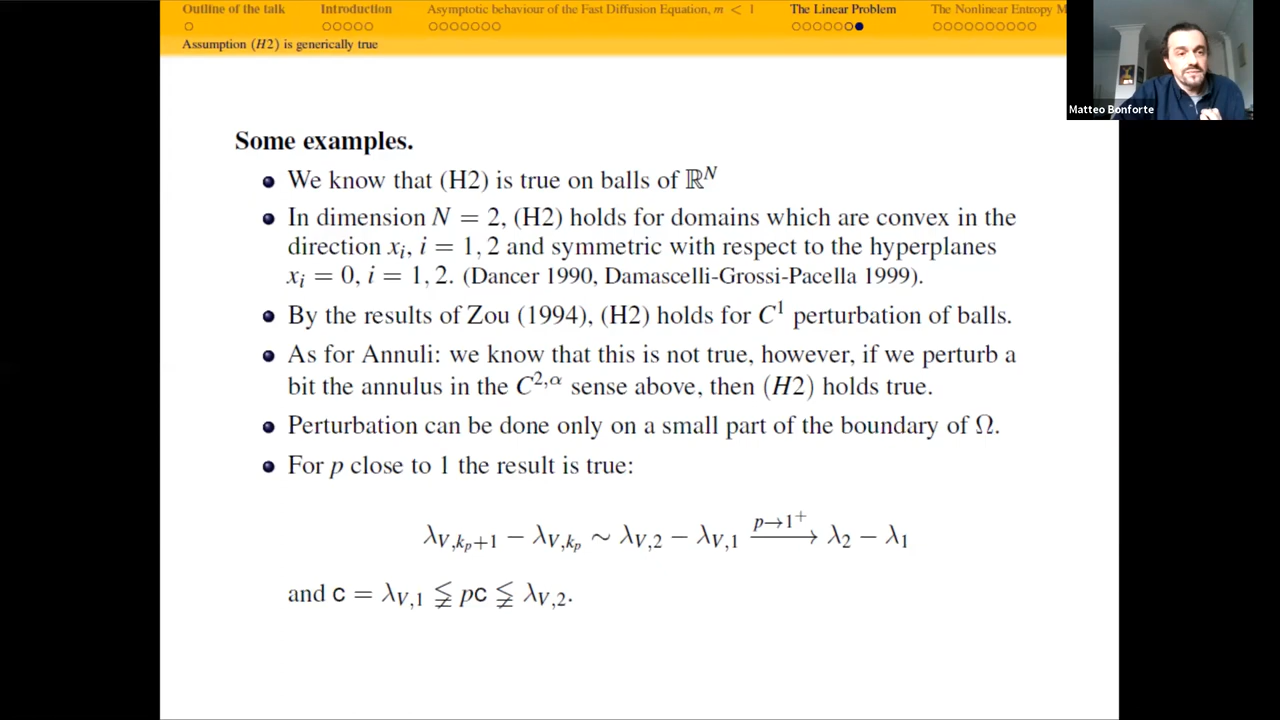 Outline of the talk Introduction Asymptotic behaviour of the Fast Diffusion Equation, m < 1 The Linear Problem The Nonlinear Entropy M
Assumption (H2) is generically true
Matteo Bonforte
Some examples.
We know that (H2) is true on balls of ℝ^N
In dimension N = 2, (H2) holds for domains which are convex in the
direction x_i, i = 1, 2 and symmetric with respect to the hyperplanes
x_i = 0, i = 1, 2. (Dancer 1990, Damascelli-Grossi-Pacella 1999).
By the results of Zou (1994), (H2) holds for C^1 perturbation of balls.
As for Annuli: we know that this is not true, however, if we perturb a
bit the annulus in the C^{2,α} sense above, then (H2) holds true.
Perturbation can be done only on a small part of the boundary of Ω.
For p close to 1 the result is true:
λ_{V,k_p+1} − λ_{V,k_p} ∼ λ_{V,2} − λ_{V,1} \xrightarrow{p→1^+} λ_2 − λ_1
and c = λ_{V,1} ≨ pc ≨ λ_{V,2}.